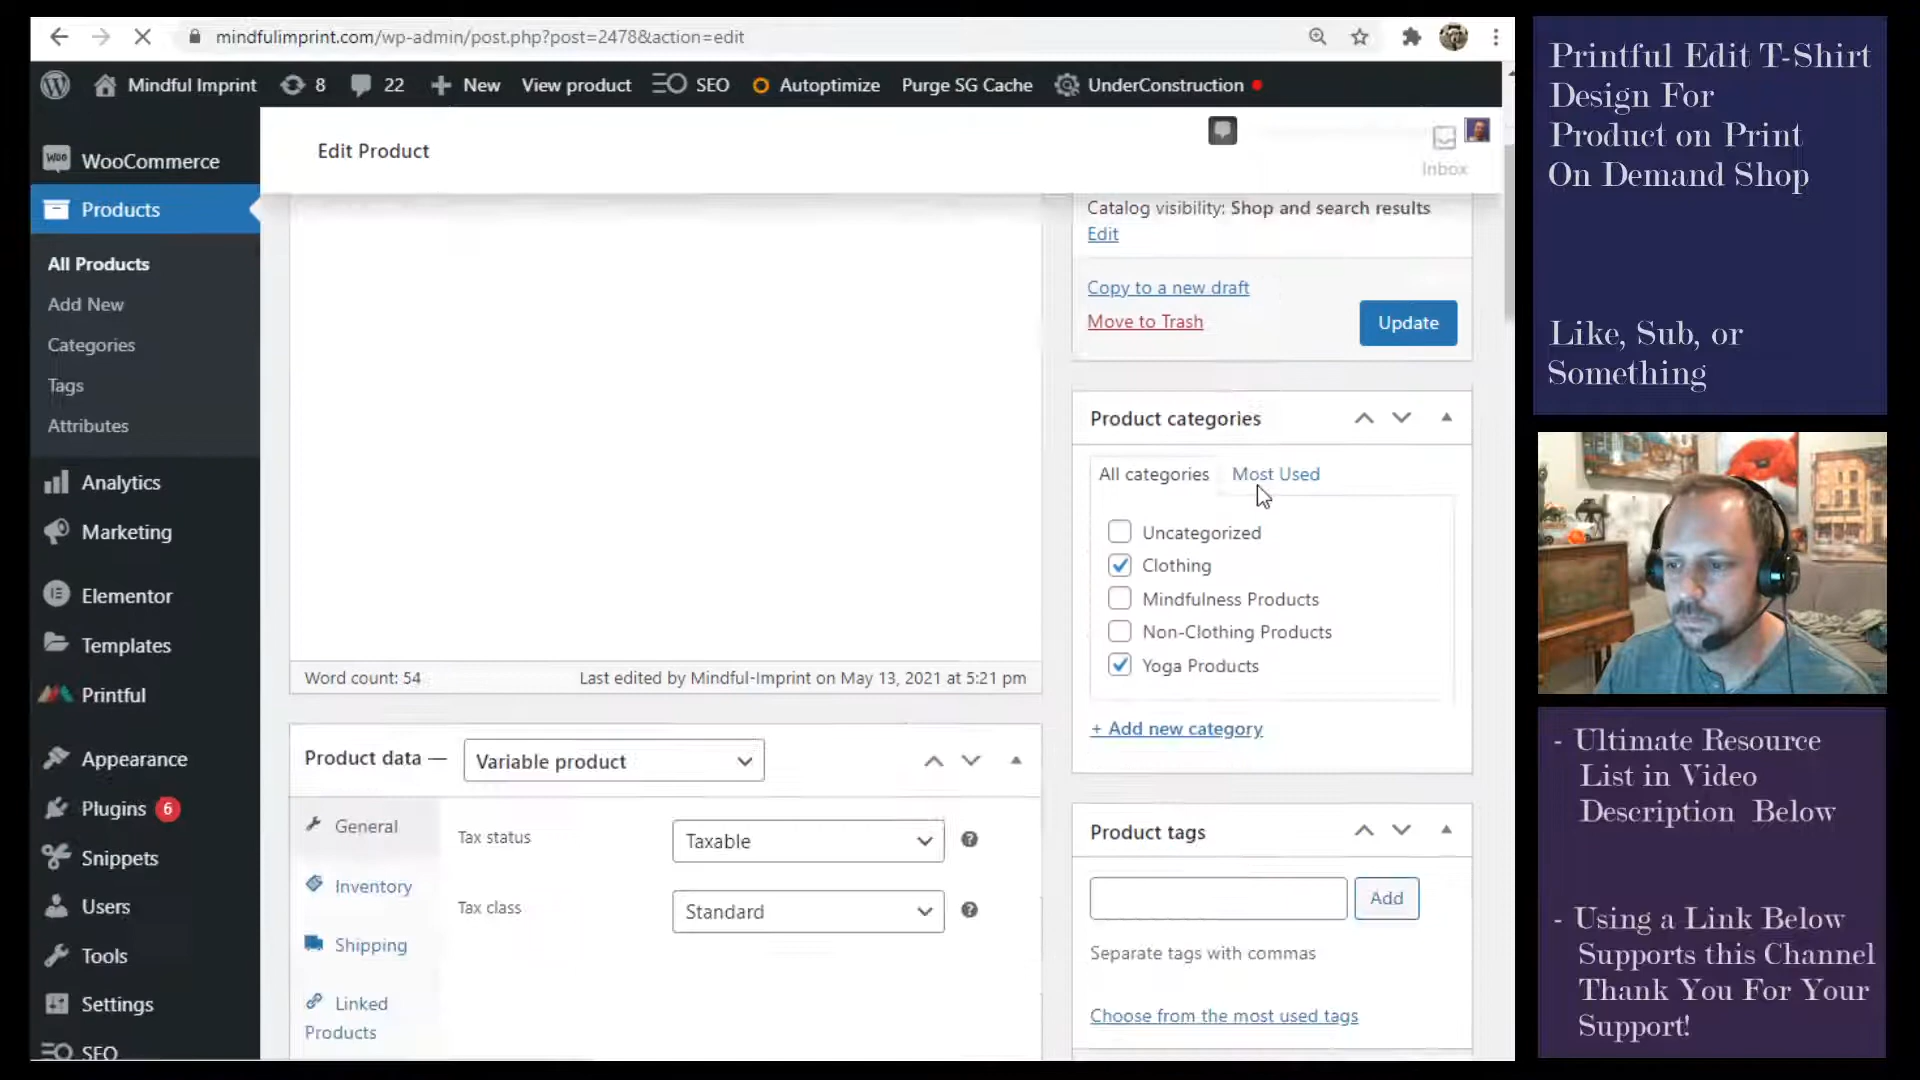 mindfulimprint.com/wp-admin/post.php?post=2478&action=edit
Mindful Imprint 8 22 New View product SEO Autoptimize Purge SG Cache UnderConstruction
WOO WooCommerce
Products
All Products
Add New
Categories
Tags
Attributes
Analytics
Marketing
Elementor
Templates
Printful
Appearance
Plugins 6
Snippets
Users
Tools
Settings
SEO
Edit Product
Inbox
Word count: 54
Last edited by Mindful-Imprint on May 13, 2021 at 5:21 pm
Product data — Variable product
General
Inventory
Shipping
Linked
Products
Tax status Taxable
Tax class Standard
Catalog visibility: Shop and search results
Edit
Copy to a new draft
Move to Trash
Update
Product categories
All categories Most Used
Uncategorized
Clothing
Mindfulness Products
Non-Clothing Products
Yoga Products
+ Add new category
Product tags
Add
Separate tags with commas
Choose from the most used tags
Printful Edit T-Shirt
Design For
Product on Print
On Demand Shop
Like, Sub, or
Something
- Ultimate Resource
List in Video
Description Below
- Using a Link Below
Supports this Channel
Thank You For Your
Support!